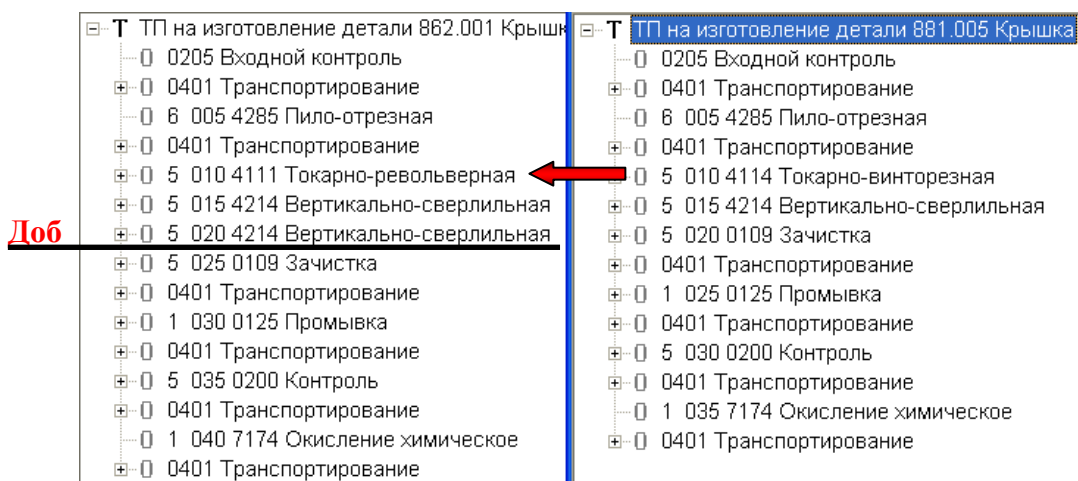 ТП на изготовление детали 862.001 Крышк
0205 Входной контроль
0401 Транспортирование
6 005 4285 Пило-отрезная
0401 Транспортирование
5 010 4111 Токарно-револьверная
5 015 4214 Вертикально-сверлильная
Доб
5 020 4214 Вертикально-сверлильная
5 025 0109 Зачистка
0401 Транспортирование
1 030 0125 Промывка
0401 Транспортирование
5 035 0200 Контроль
0401 Транспортирование
1 040 7174 Окисление химическое
0401 Транспортирование
ТП на изготовление детали 881.005 Крышка
0205 Входной контроль
0401 Транспортирование
6 005 4285 Пило-отрезная
0401 Транспортирование
5 010 4114 Токарно-винторезная
5 015 4214 Вертикально-сверлильная
5 020 0109 Зачистка
0401 Транспортирование
1 025 0125 Промывка
0401 Транспортирование
5 030 0200 Контроль
0401 Транспортирование
1 035 7174 Окисление химическое
0401 Транспортирование